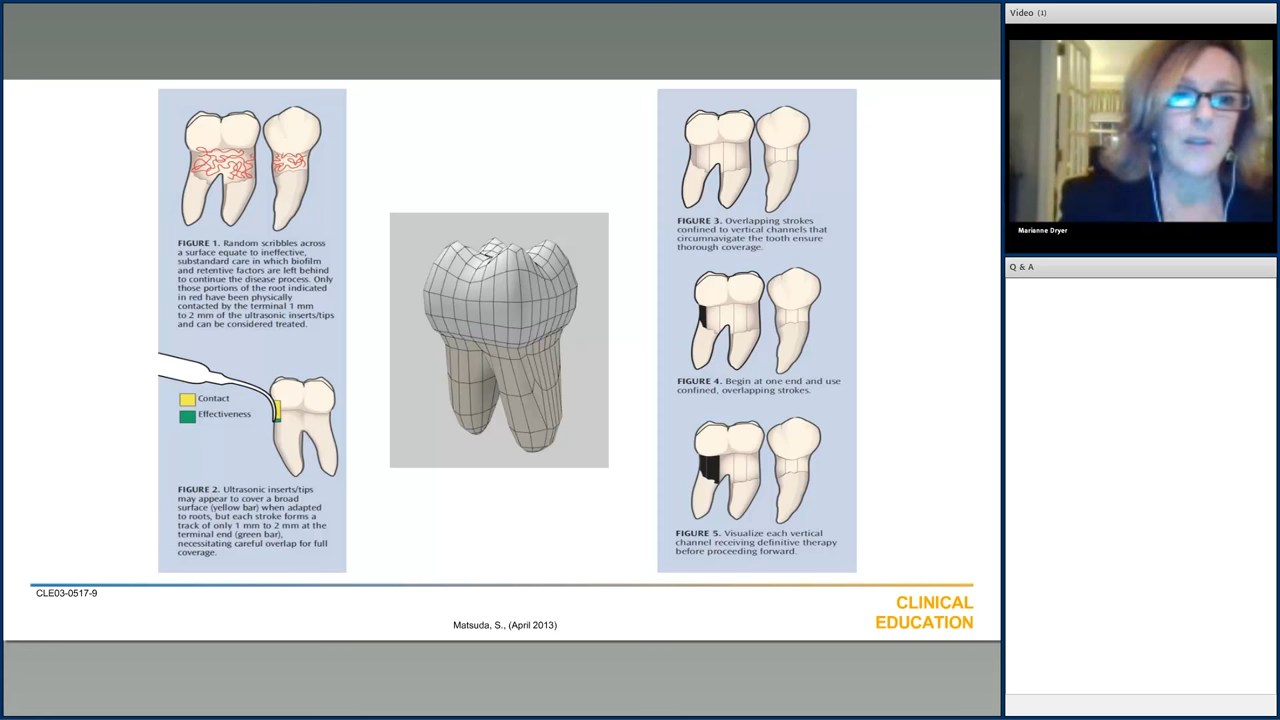 FIGURE 1. Random scribbles across
a surface equate to ineffective,
substandard care in which biofilm
and retentive factors are left behind
to continue the disease process. Only
those portions of the root indicated
in red have been physically
contacted by the terminal 1 mm
to 2 mm of the ultrasonic inserts/tips
and can be considered treated.
Contact
Effectiveness
FIGURE 2. Ultrasonic inserts/tips
may appear to cover a broad
surface (yellow bar) when adapted
to roots, but each stroke forms a
track of only 1 mm to 2 mm at the
terminal end (green bar),
necessitating careful overlap for full
coverage.
FIGURE 3. Overlapping strokes
confined to vertical channels that
circumnavigate the tooth ensure
thorough coverage.
FIGURE 4. Begin at one end and use
confined, overlapping strokes.
FIGURE 5. Visualize each vertical
channel receiving definitive therapy
before proceeding forward.
CLE03-0517-9
Matsuda, S., (April 2013)
CLINICAL
EDUCATION
Video (1)
Marianne Dryer
Q & A